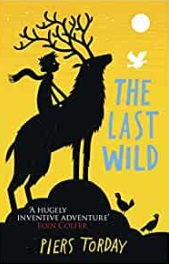 THE
LAST
WILD
'A HUGELY
INVENTIVE ADVENTURE'
EOIN COLFER
PIERS TORDAY